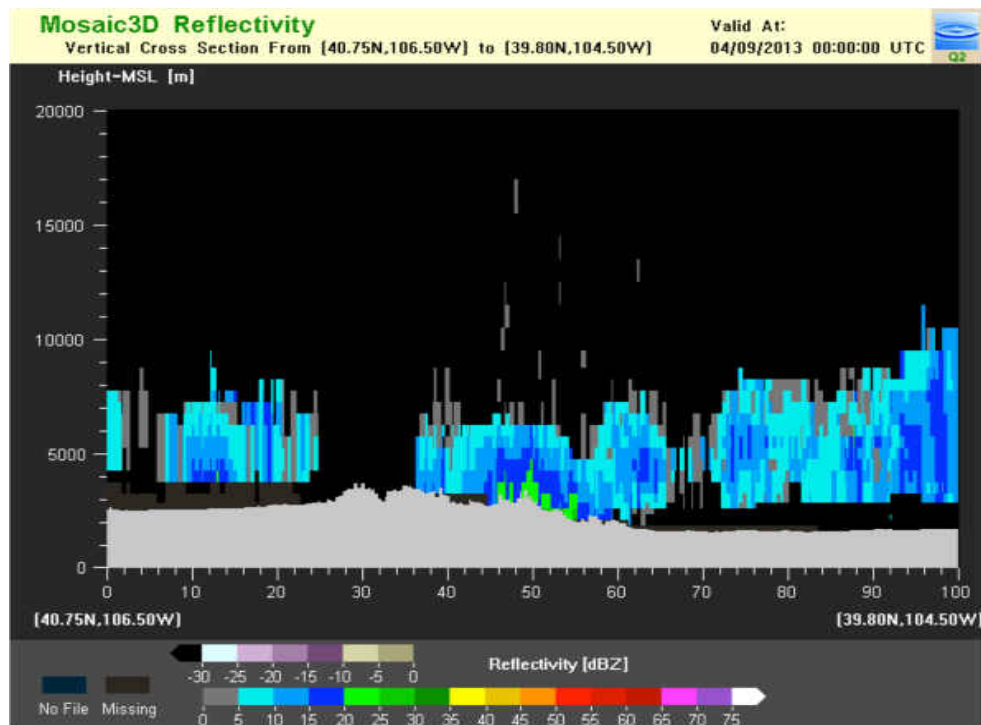 Mosaic3D Reflectivity
Vertical Cross Section From [40.75N,106.50W] to [39.80N,104.50W]
Valid At:
04/09/2013 00:00:00 UTC
Q2
Height-MSL [m]
20000
15000
10000
5000
0
0 10 20 30 40 50 60 70 80 90 100
[40.75N,106.50W] [39.80N,104.50W]
-30 -25 -20 -15 -10 -5 0
Reflectivity [dBZ]
No File Missing
0 5 10 15 20 25 30 35 40 45 50 55 60 65 70 75